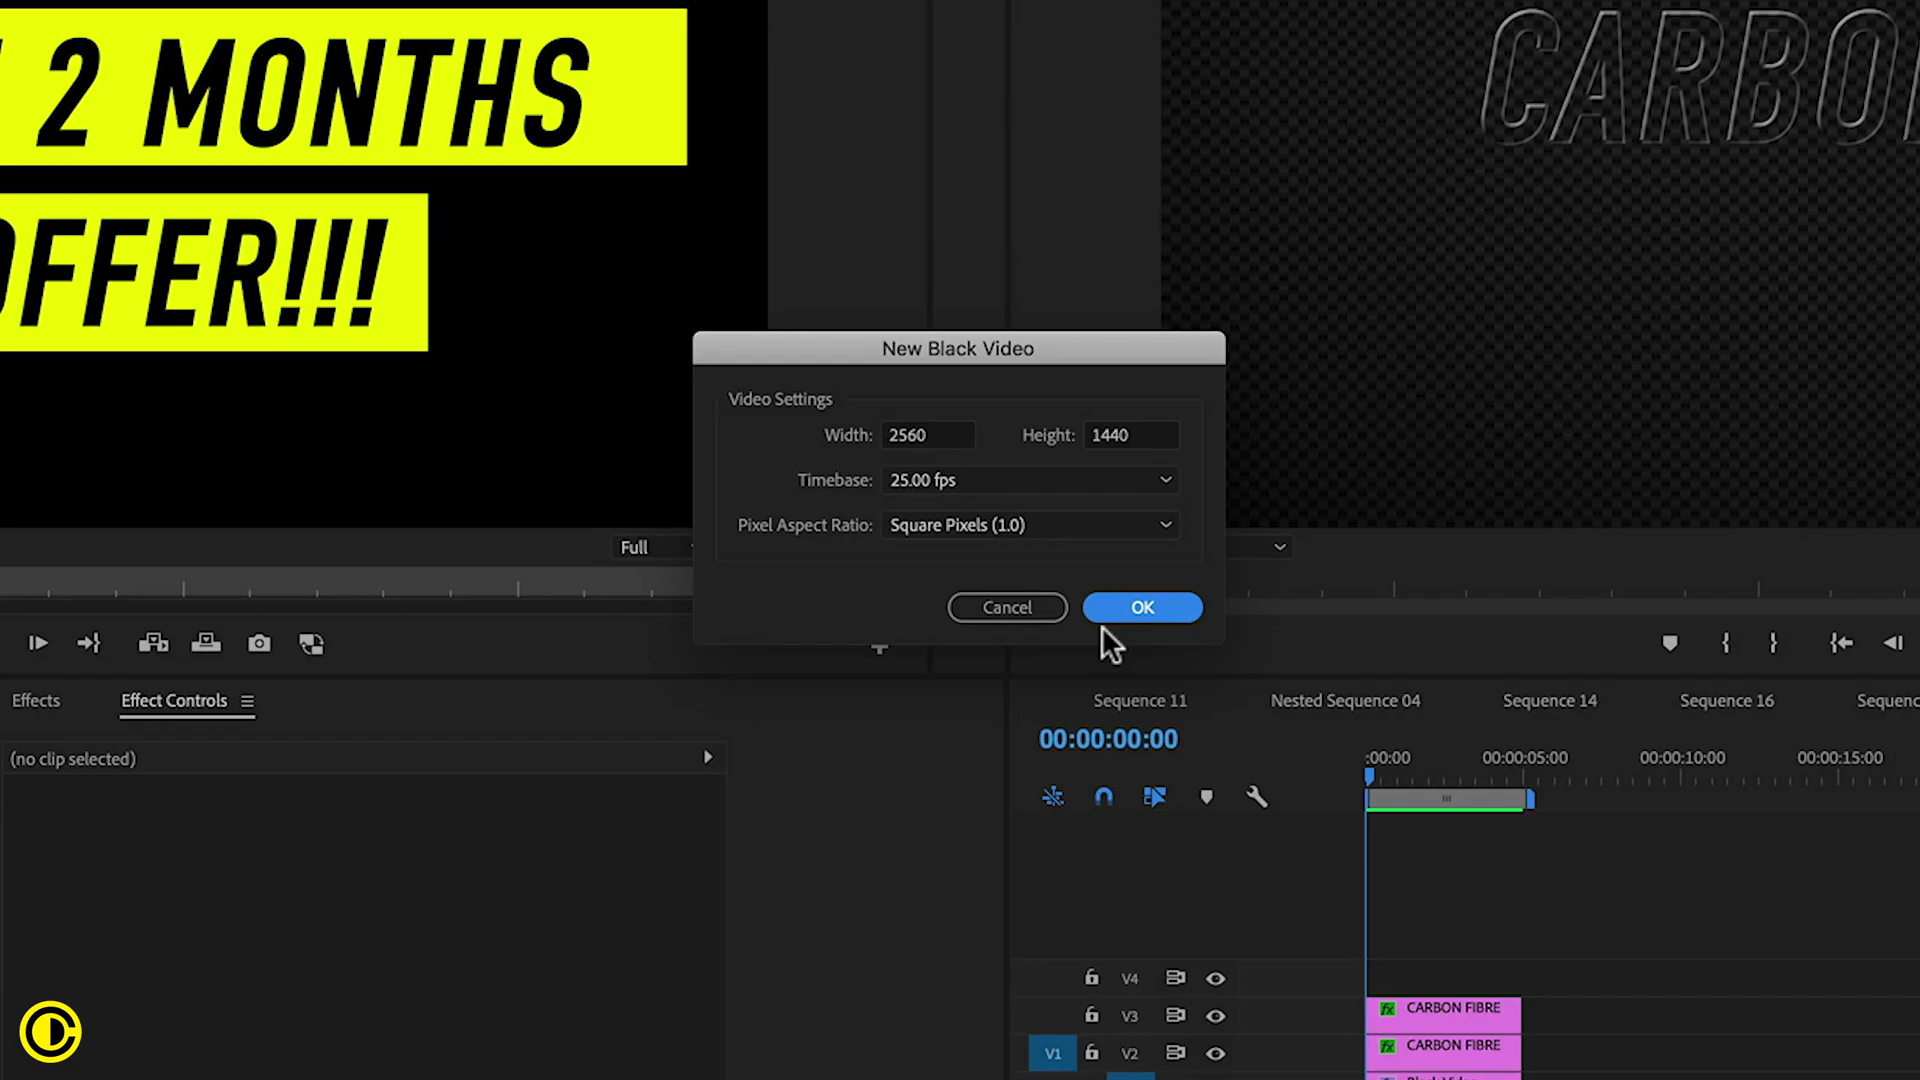 2 MONTHS
OFFER!!!
CARBO
New Black Video
Video Settings
Width: 2560 Height: 1440
Timebase: 25.00 fps
Pixel Aspect Ratio: Square Pixels (1.0)
Full
Cancel OK
Effects Effect Controls
(no clip selected)
Sequence 11 Nested Sequence 04 Sequence 14 Sequence 16 Sequenc
00:00:00:00
:00:00 00:00:05:00 00:00:10:00 00:00:15:00
V4
V3 CARBON FIBRE
V1 V2 CARBON FIBRE